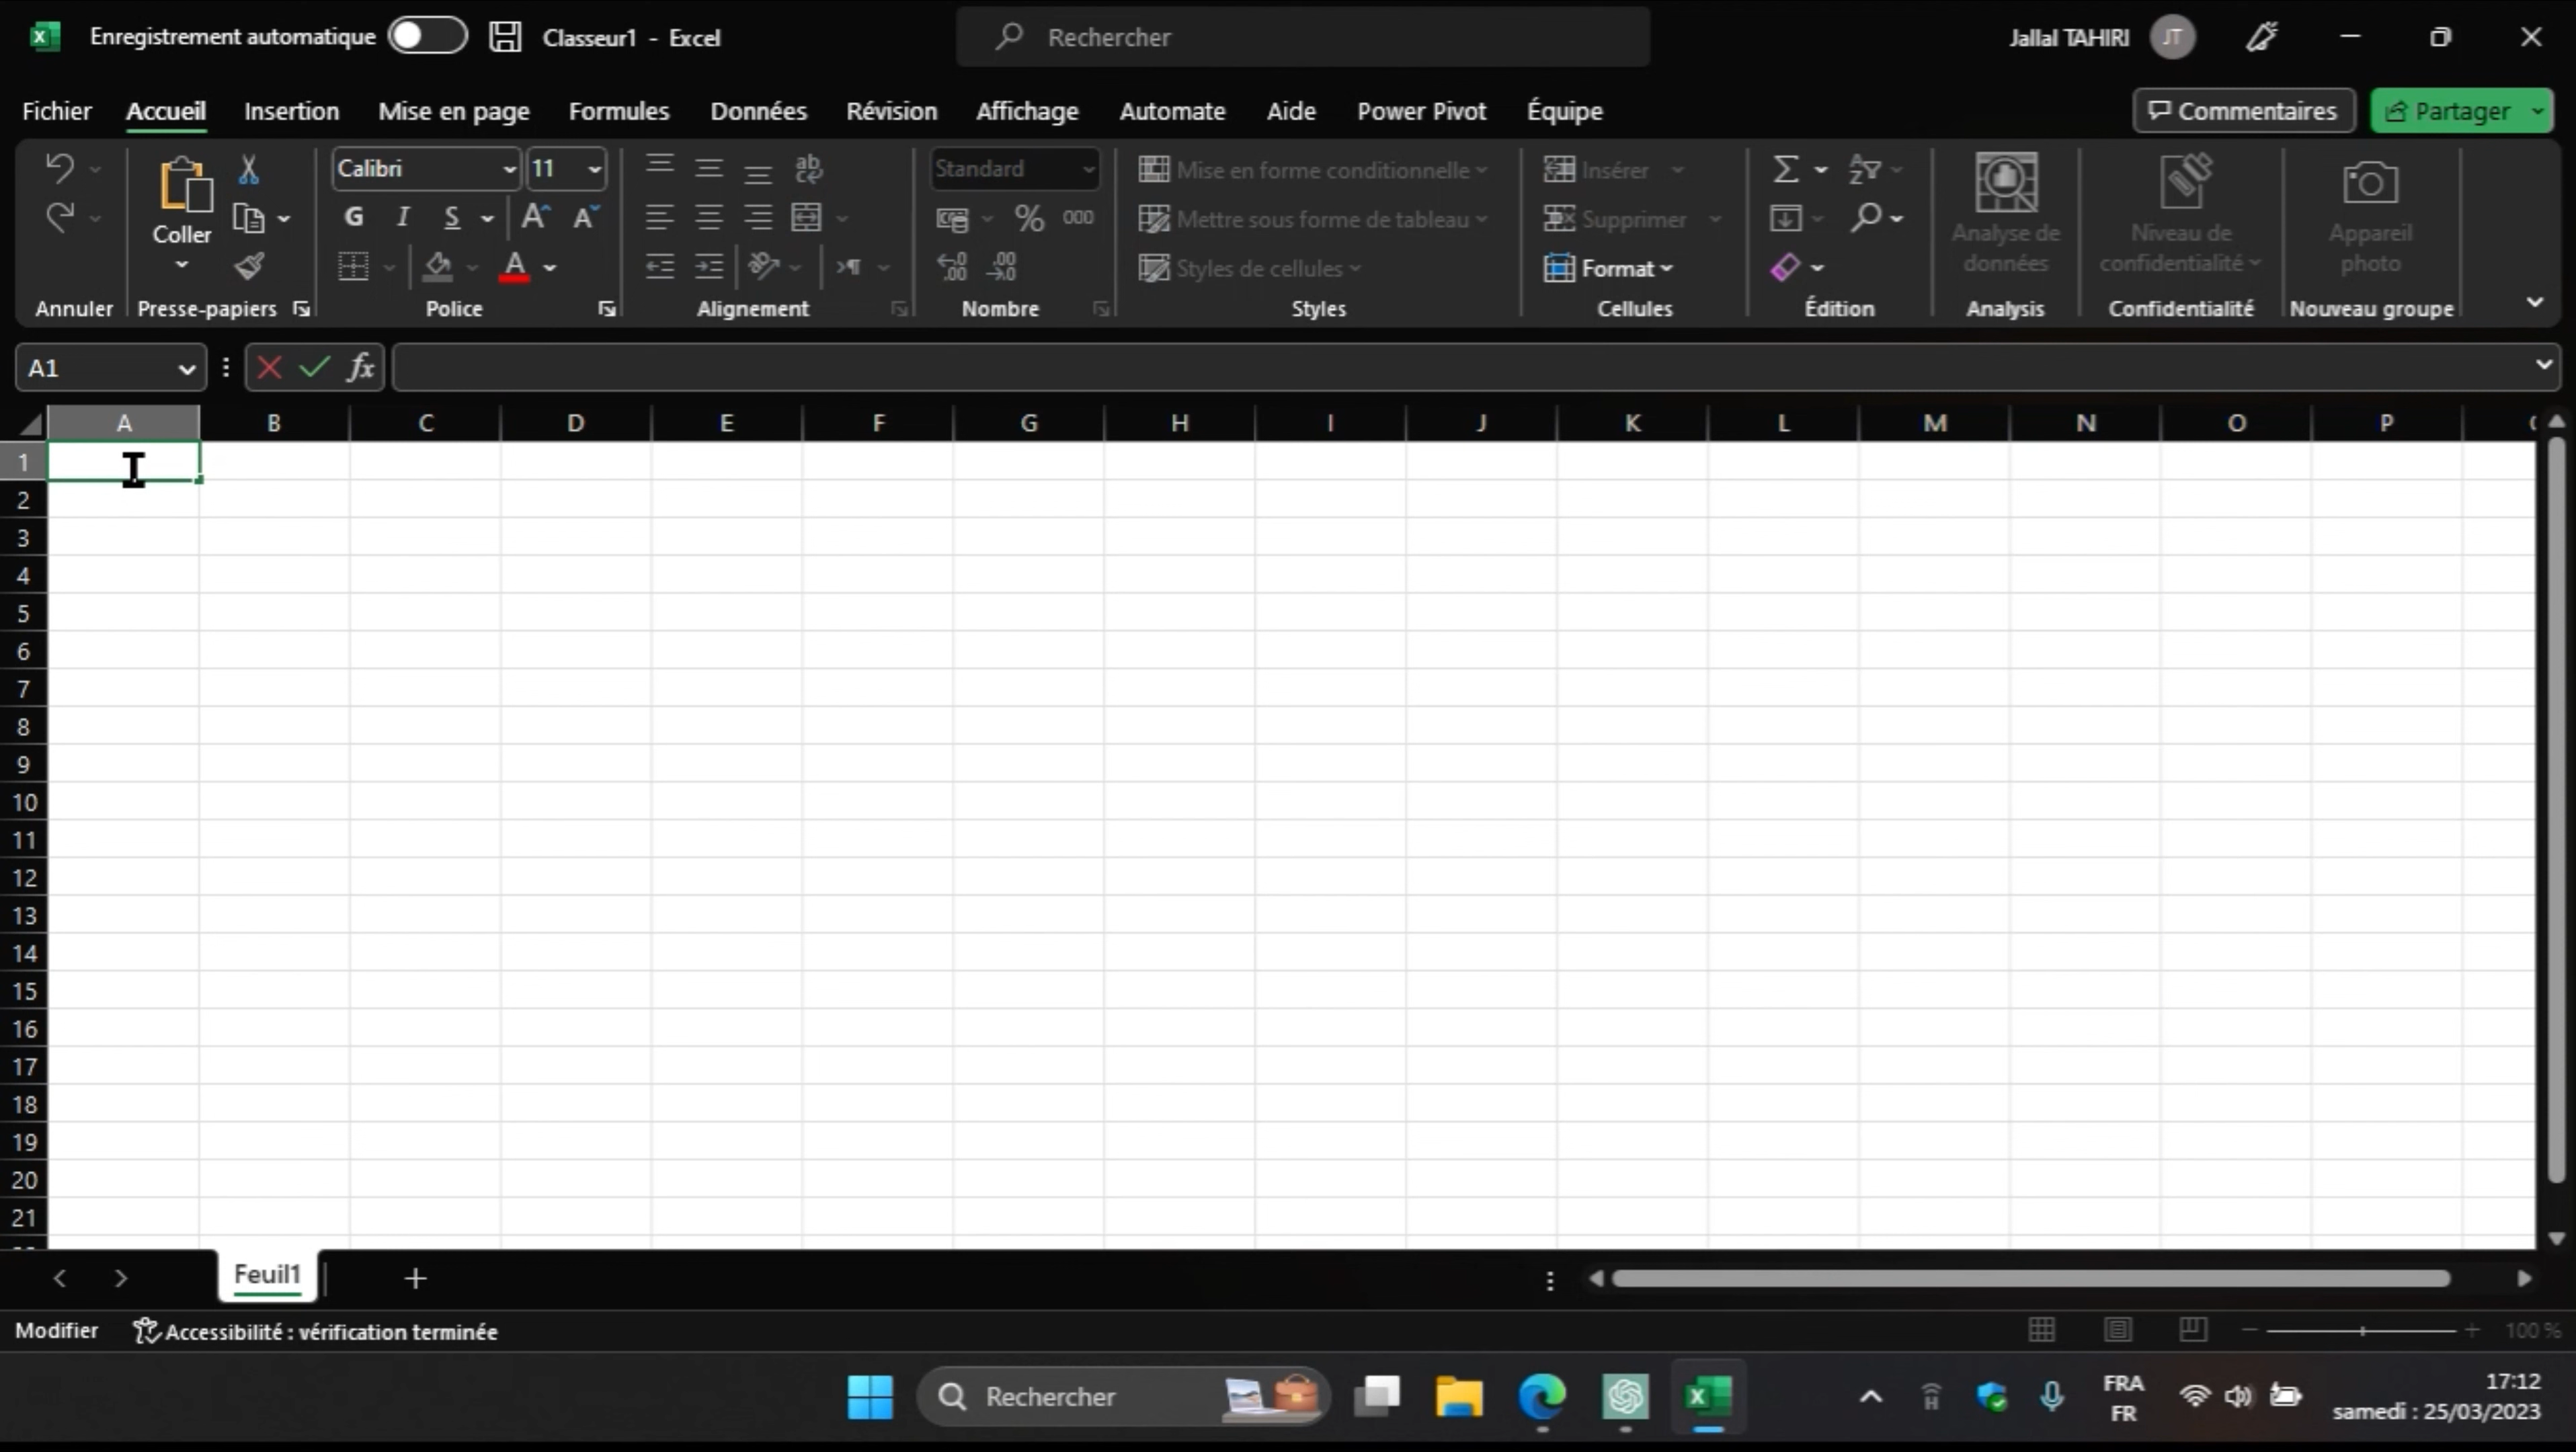 Enregistrement automatique Classeur1 - Excel Rechercher Jallal TAHIRI JT
Fichier Accueil Insertion Mise en page Formules Données Révision Affichage Automate Aide Power Pivot Équipe Commentaires Partager
Calibri 11 ab Standard Mise en forme conditionnelle Insérer
Coller G I S A A % 000 Mettre sous forme de tableau Supprimer Analyse de données Niveau de confidentialité Appareil photo
A Styles de cellules Format
Annuler Presse-papiers Police Alignement Nombre Styles Cellules Édition Analysis Confidentialité Nouveau groupe
A1 fx
A B C D E F G H I J K L M N O P
1
2
3
4
5
6
7
8
9
10
11
12
13
14
15
16
17
18
19
20
21
Feuil1
Modifier Accessibilité : vérification terminée 100 %
Rechercher FRA 17:12
FR samedi : 25/03/2023